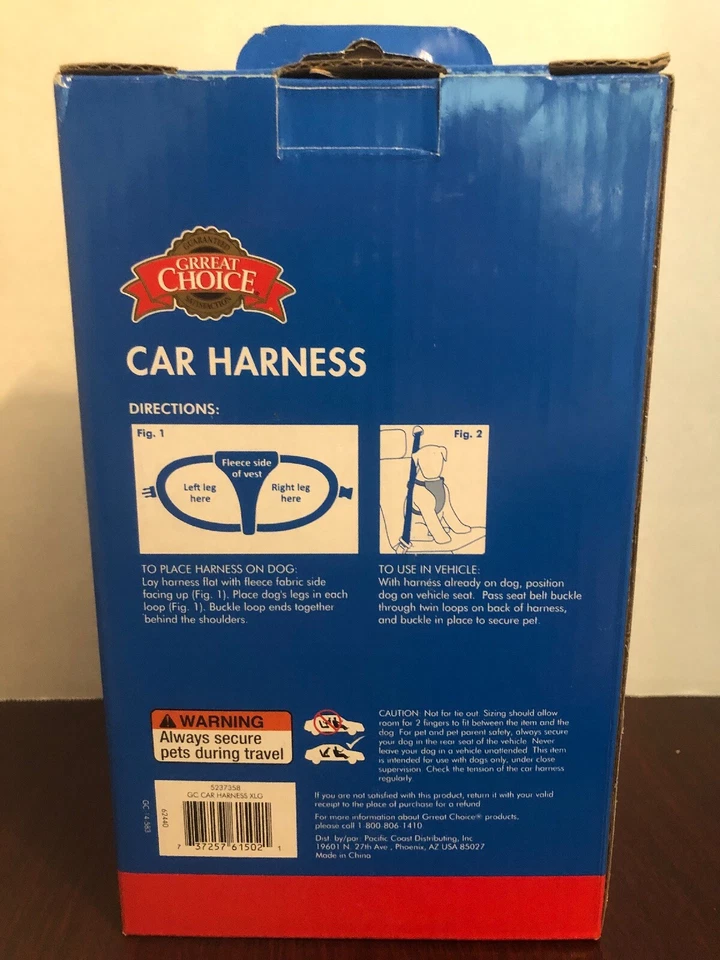 GUARANTEED
GRREAT
CHOICE
SATISFACTION
CAR HARNESS
DIRECTIONS:
Fig. 1
Fleece side
of vest
Left leg
here
Right leg
here
Fig. 2
TO PLACE HARNESS ON DOG:
Lay harness flat with fleece fabric side
facing up (Fig. 1). Place dog's legs in each
loop (Fig. 1). Buckle loop ends together
behind the shoulders.
TO USE IN VEHICLE:
With harness already on dog, position
dog on vehicle seat. Pass seat belt buckle
through twin loops on back of harness,
and buckle in place to secure pet.
WARNING
Always secure
pets during travel
CAUTION: Not for tie out. Sizing should allow
room for 2 fingers to fit between the item and the
dog. For pet and pet parent safety, always secure
your dog in the rear seat of the vehicle. Never
leave your dog in a vehicle unattended. This item
is intended for use with dogs only, under close
supervision. Check the tension of the car harness
regularly.
5237358
GC CAR HARNESS XLG
7 37257 61502 1
62440
GC-14-583
If you are not satisfied with this product, return it with your valid
receipt to the place of purchase for a refund.
For more information about Grreat Choice® products,
please call 1-800-806-1410
Dist. by/par: Pacific Coast Distributing, Inc.
19601 N. 27th Ave., Phoenix, AZ USA 85027
Made in China